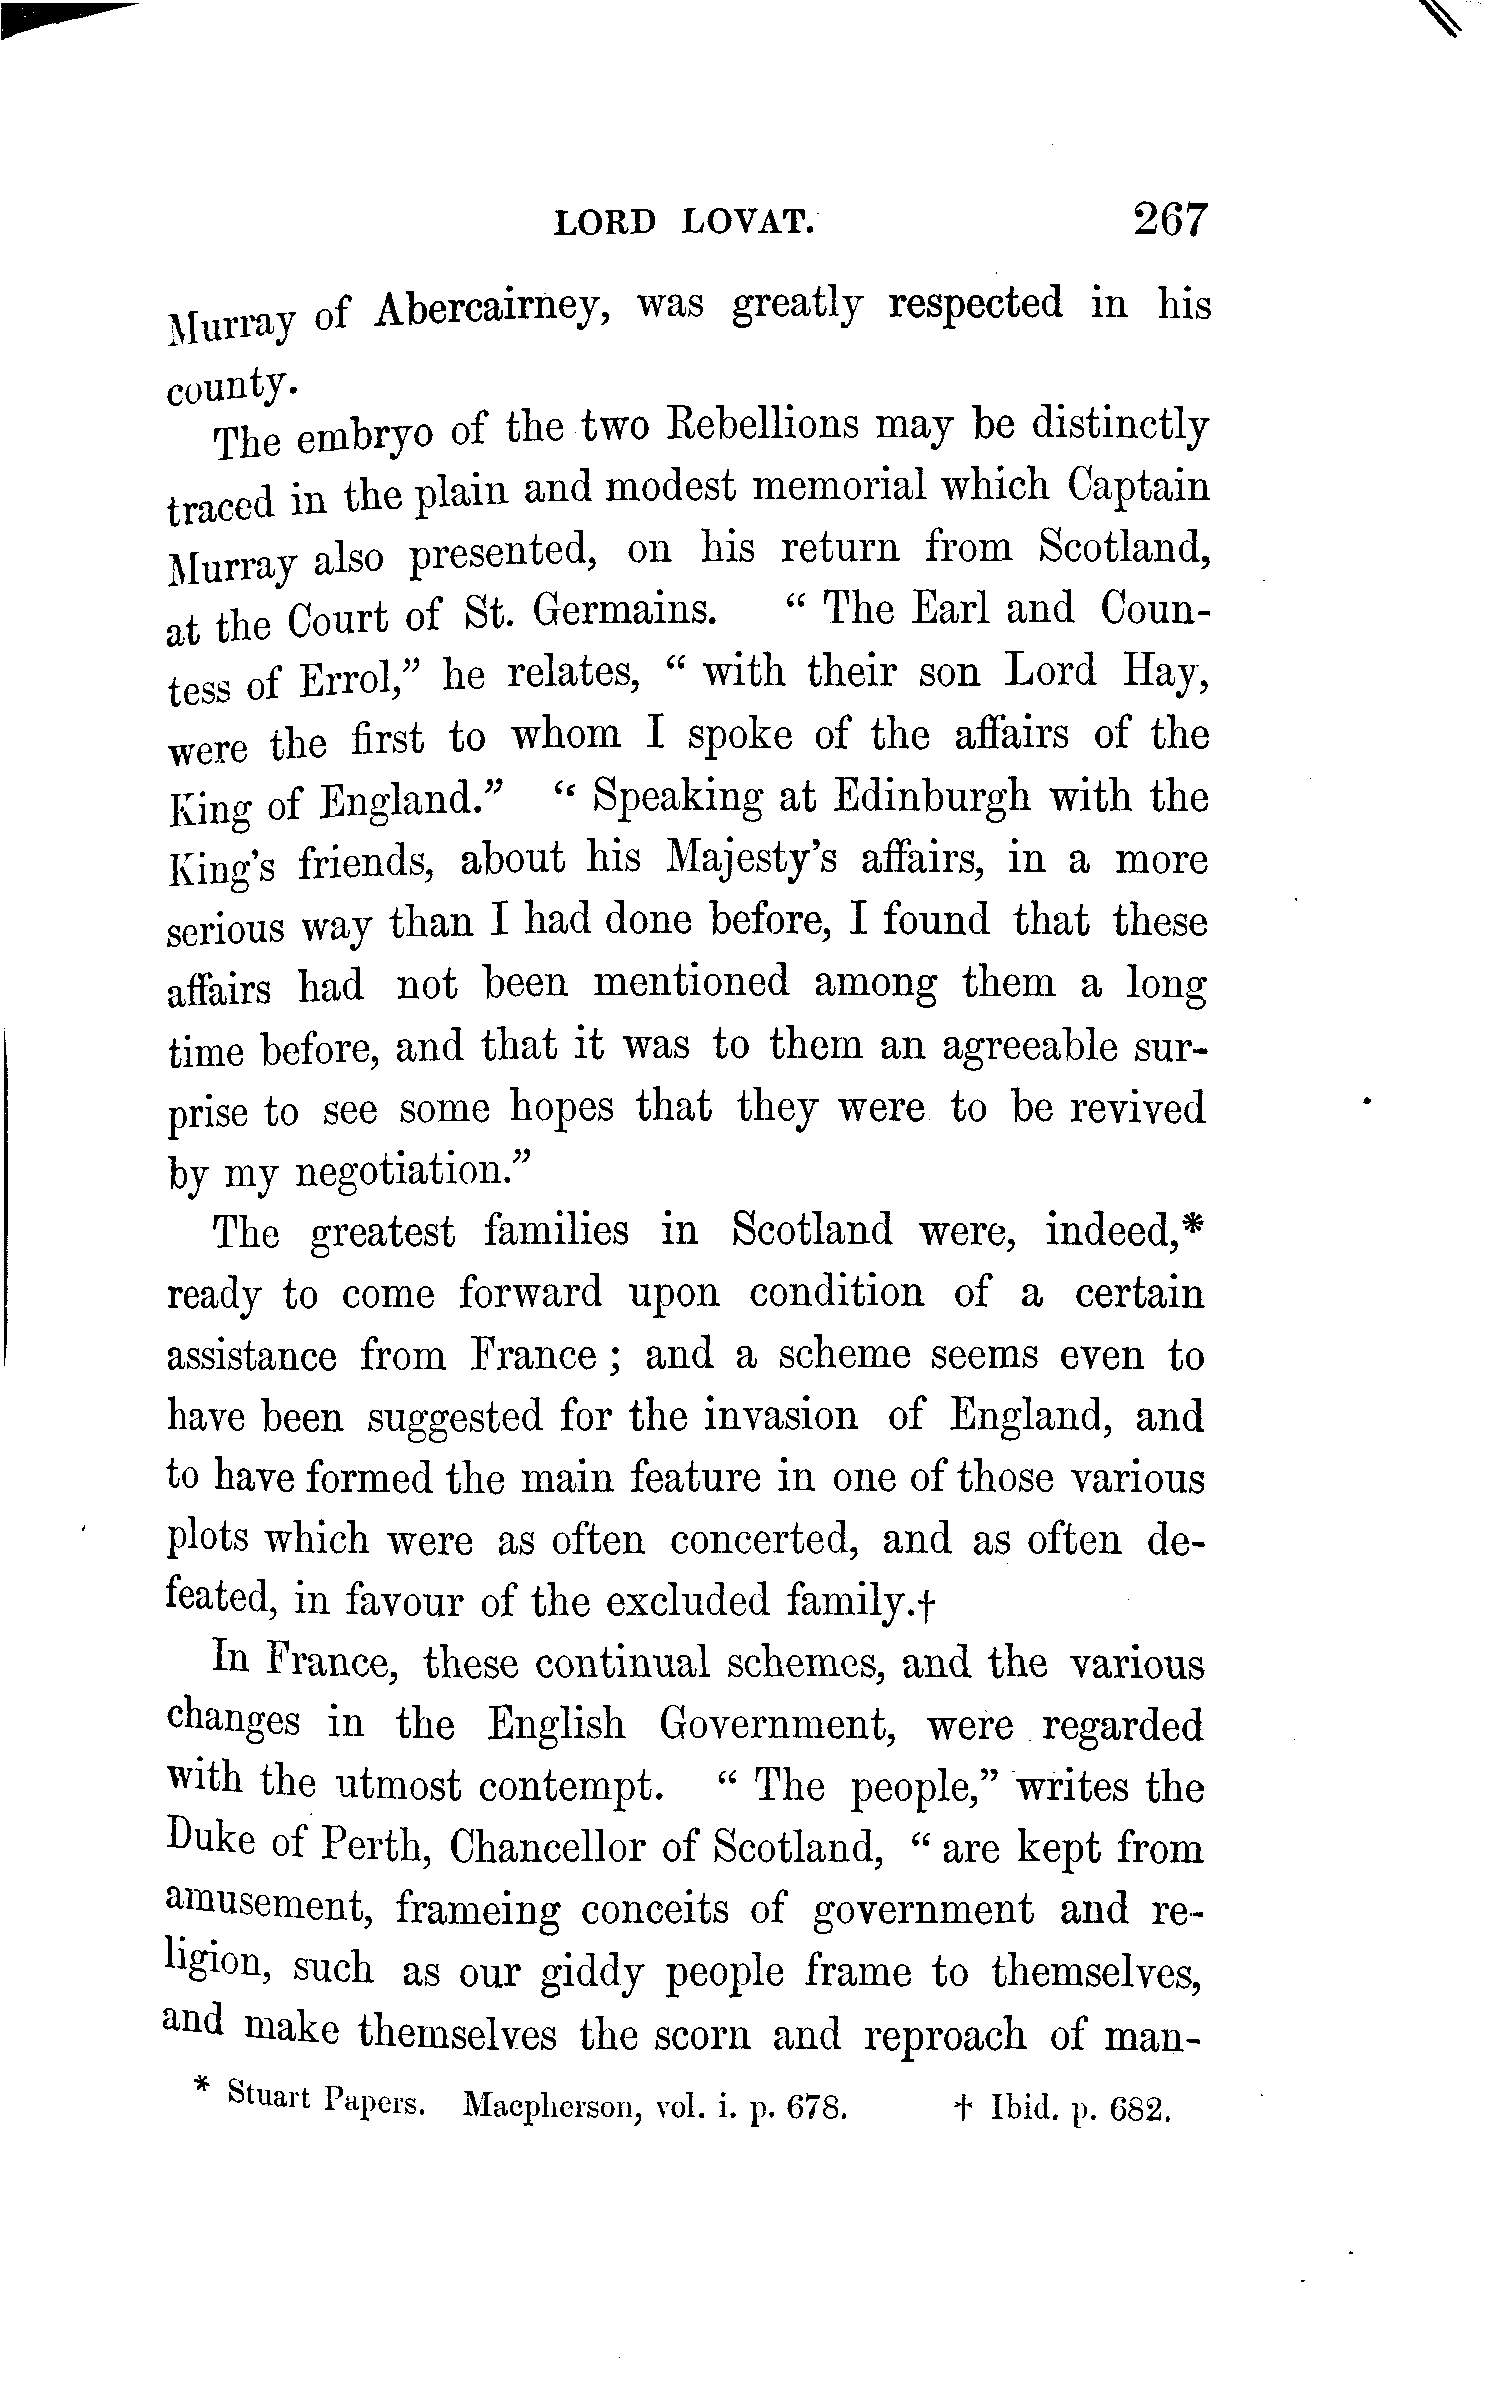 LORD LOVAT. 267
Murray of Abercairney, was greatly respected in his
county.
The embryo of the two Rebellions may be distinctly
traced in the plain and modest memorial which Captain
Murray also presented, on his return from Scotland,
at the Court of St. Germains. “ The Earl and Coun-
tess of Errol,” he relates, “ with their son Lord Hay,
were the first to whom I spoke of the affairs of the
King of England.” “ Speaking at Edinburgh with the
King's friends, about his Majesty's affairs, in a more
serious way than I had done before, I found that these
affairs had not been mentioned among them a long
time before, and that it was to them an agreeable sur-
prise to see some hopes that they were to be revived
by my negotiation.”
The greatest families in Scotland were, indeed,*
ready to come forward upon condition of a certain
assistance from France ; and a scheme seems even to
have been suggested for the invasion of England, and
to have formed the main feature in one of those various
plots which were as often concerted, and as often de-
feated, in favour of the excluded family.†
In France, these continual schemes, and the various
changes in the English Government, were regarded
with the utmost contempt. “ The people,” writes the
Duke of Perth, Chancellor of Scotland, “ are kept from
amusement, frameing conceits of government and re-
ligion, such as our giddy people frame to themselves,
and make themselves the scorn and reproach of man-
* Stuart Papers. Macpherson, vol. i. p. 678. † Ibid. p. 682.